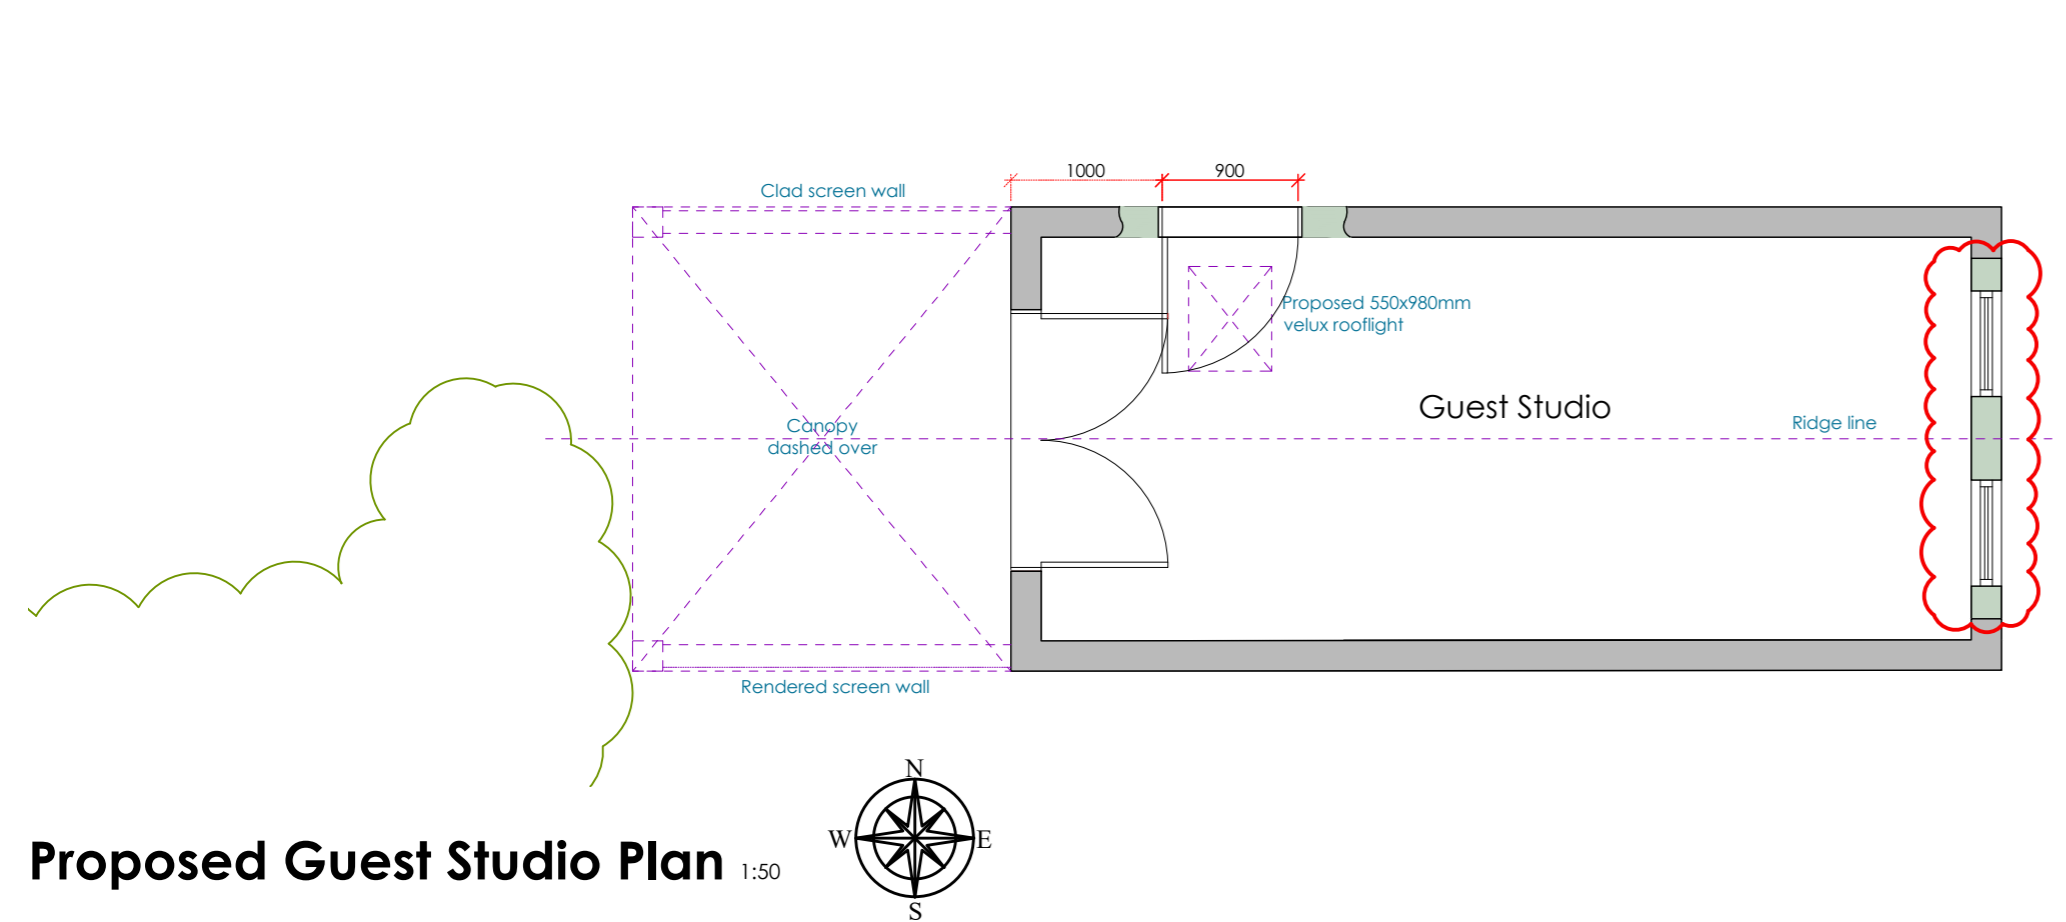 1000
900
Clad screen wall
Proposed 550x980mm
velux rooflight
Guest Studio
Ridge line
Canopy
dashed over
Rendered screen wall
N
W
E
S
Proposed Guest Studio Plan 1:50